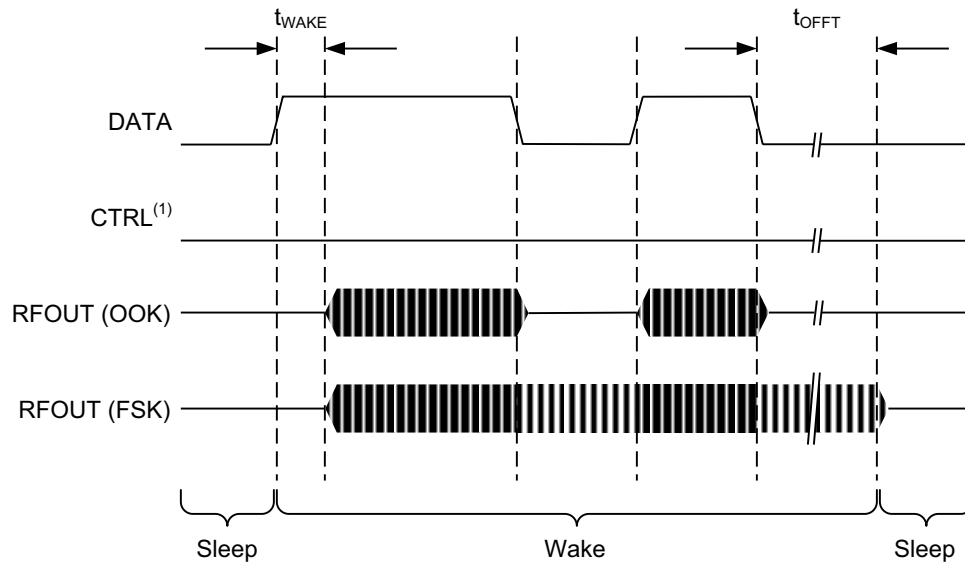 tWAKE
tOFFT
DATA
CTRL(1)
RFOUT (OOK)
RFOUT (FSK)
Sleep
Wake
Sleep